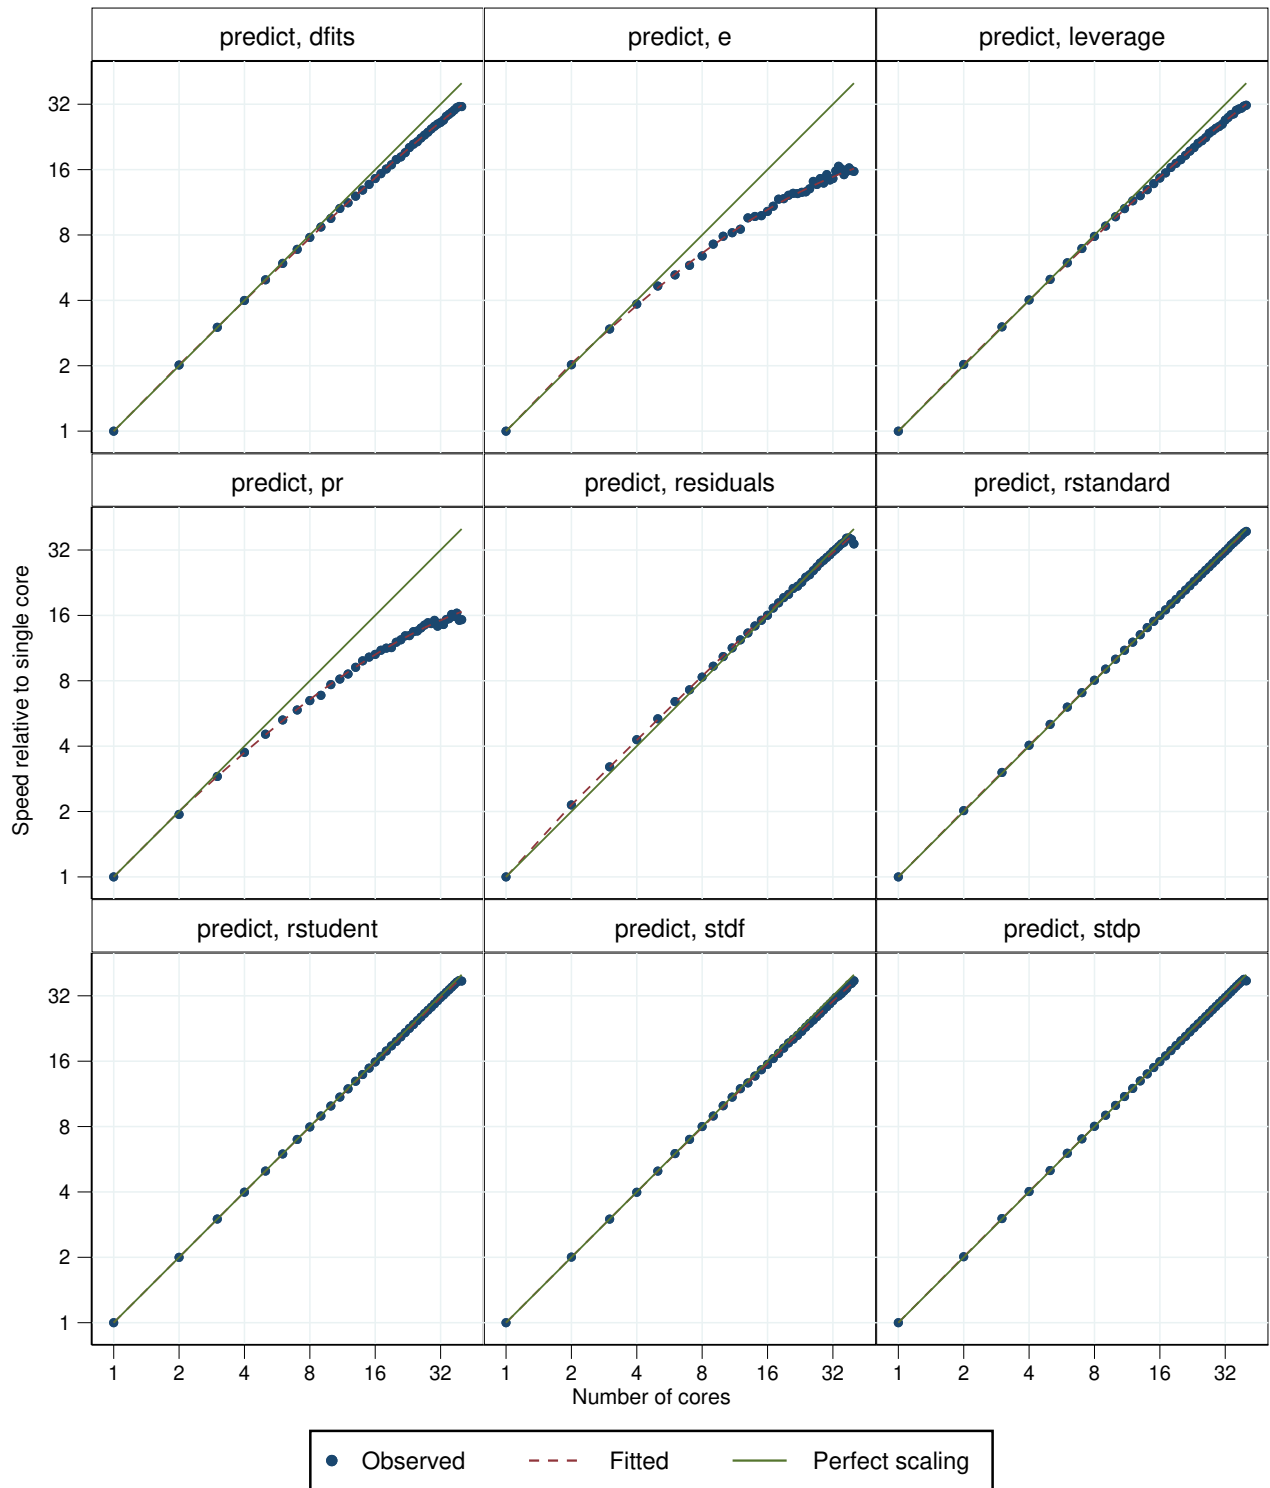 predict, dfits
predict, e
predict, leverage
32
16
8
4
2
1
predict, pr
predict, residuals
predict, rstandard
32
16
8
4
2
1
predict, rstudent
predict, stdf
predict, stdp
32
16
8
4
2
1
1 2 4 8 16 32
1 2 4 8 16 32
1 2 4 8 16 32
Speed relative to single core
Number of cores
Observed
Fitted
Perfect scaling